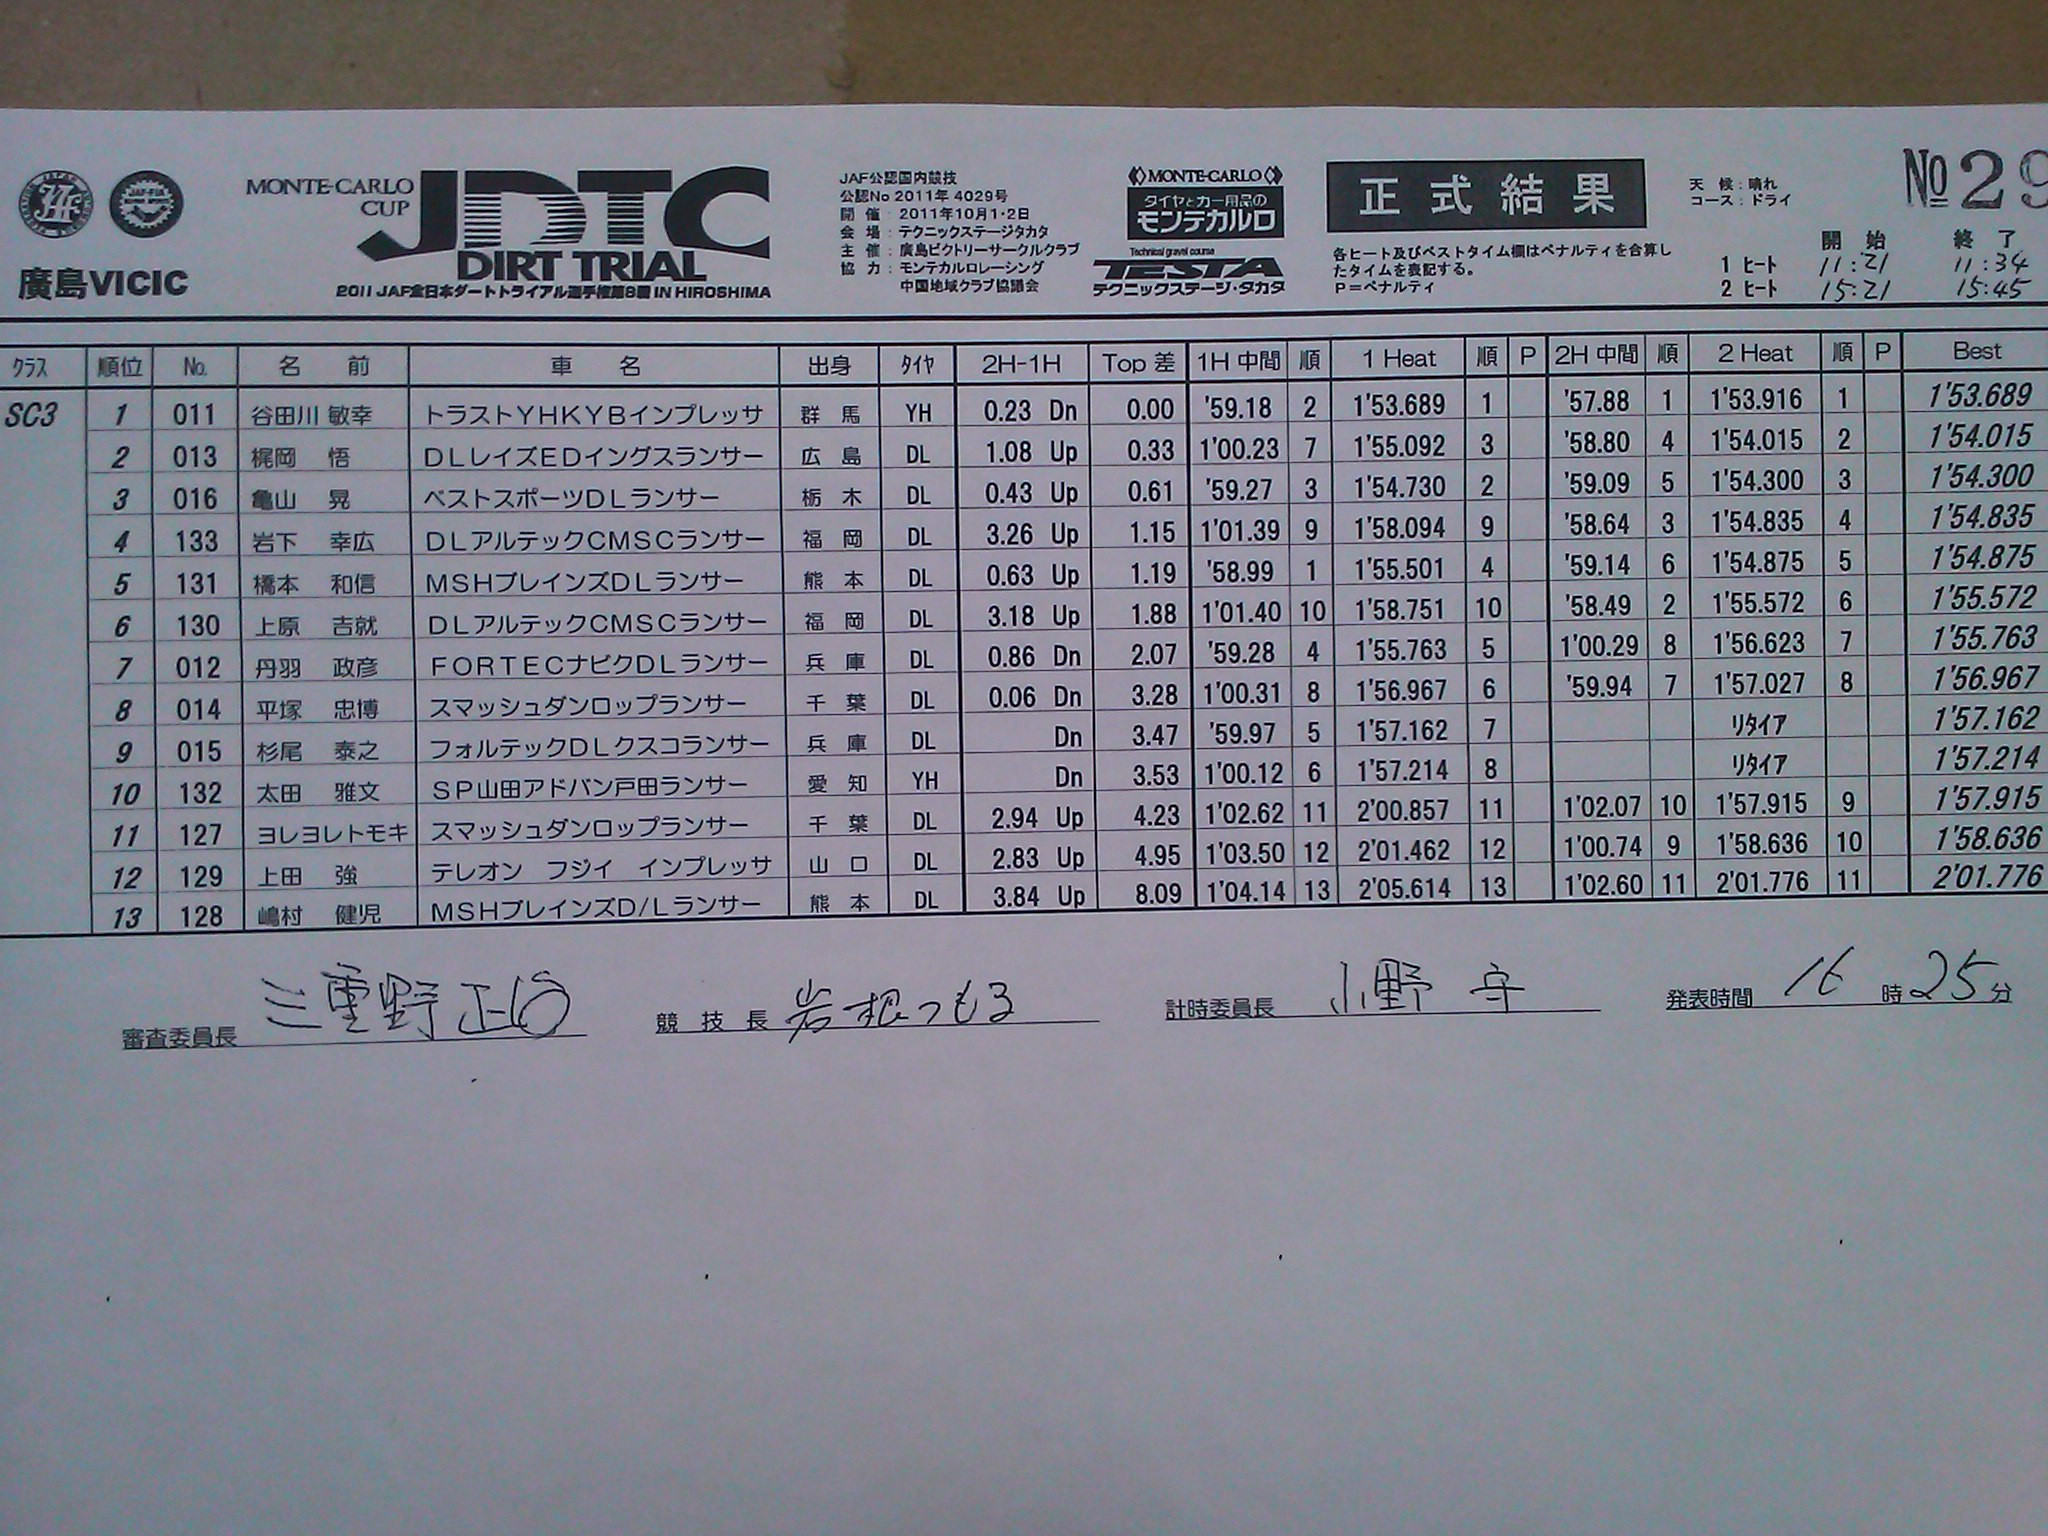 MONTE-CARLO CUP
JDTC
DIRT TRIAL
2011 JAF全日本ダートトライアル選手権第8戦 IN HIROSHIMA
廣島VICIC
JAF公認国内競技
公認No 2011年 4029号
開 催 : 2011年10月1・2日
会 場 : テクニックステージタカタ
主 催 : 廣島ビクトリーサークルクラブ
協 力 : モンテカルロレーシング
中国地域クラブ協議会
MONTE-CARLO
タイヤとカー用品の
モンテカルロ
Technical gravel course
TESTA
テクニックステージ・タカタ
正式結果
各ヒート及びベストタイム欄はペナルティを合算したタイムを表記する。
P=ペナルティ
天 候 : 晴れ
コース : ドライ
No 29
開 始 終 了
1 ヒート 11:21 11:34
2 ヒート 15:21 15:45
クラス 順位 No. 名 前 車 名 出身 タイヤ 2H-1H Top 差 1H 中間 順 1 Heat 順 P 2H 中間 順 2 Heat 順 P Best
SC3 1 011 谷田川 敏幸 トラストYHKYBインプレッサ 群 馬 YH 0.23 Dn 0.00 '59.18 2 1'53.689 1 '57.88 1 1'53.916 1 1'53.689
2 013 梶岡 悟 DLレイズEDイングスランサー 広 島 DL 1.08 Up 0.33 1'00.23 7 1'55.092 3 '58.80 4 1'54.015 2 1'54.015
3 016 亀山 晃 ベストスポーツDLランサー 栃 木 DL 0.43 Up 0.61 '59.27 3 1'54.730 2 '59.09 5 1'54.300 3 1'54.300
4 133 岩下 幸広 DLアルテックCMSCランサー 福 岡 DL 3.26 Up 1.15 1'01.39 9 1'58.094 9 '58.64 3 1'54.835 4 1'54.835
5 131 橋本 和信 MSHブレインズDLランサー 熊 本 DL 0.63 Up 1.19 '58.99 1 1'55.501 4 '59.14 6 1'54.875 5 1'54.875
6 130 上原 吉就 DLアルテックCMSCランサー 福 岡 DL 3.18 Up 1.88 1'01.40 10 1'58.751 10 '58.49 2 1'55.572 6 1'55.572
7 012 丹羽 政彦 FORTECナビクDLランサー 兵 庫 DL 0.86 Dn 2.07 '59.28 4 1'55.763 5 1'00.29 8 1'56.623 7 1'55.763
8 014 平塚 忠博 スマッシュダンロップランサー 千 葉 DL 0.06 Dn 3.28 1'00.31 8 1'56.967 6 '59.94 7 1'57.027 8 1'56.967
9 015 杉尾 泰之 フォルテックDLクスコランサー 兵 庫 DL Dn 3.47 '59.97 5 1'57.162 7 リタイア 1'57.162
10 132 太田 雅文 SP山田アドバン戸田ランサー 愛 知 YH Dn 3.53 1'00.12 6 1'57.214 8 リタイア 1'57.214
11 127 ヨレヨレトモキ スマッシュダンロップランサー 千 葉 DL 2.94 Up 4.23 1'02.62 11 2'00.857 11 1'02.07 10 1'57.915 9 1'57.915
12 129 上田 強 テレオン フジイ インプレッサ 山 口 DL 2.83 Up 4.95 1'03.50 12 2'01.462 12 1'00.74 9 1'58.636 10 1'58.636
13 128 嶋村 健児 MSHブレインズD/Lランサー 熊 本 DL 3.84 Up 8.09 1'04.14 13 2'05.614 13 1'02.60 11 2'01.776 11 2'01.776
審査委員長 三重野 競 技 長 岩根つもる 計時委員長 小野 守 発表時間 16 時 25 分